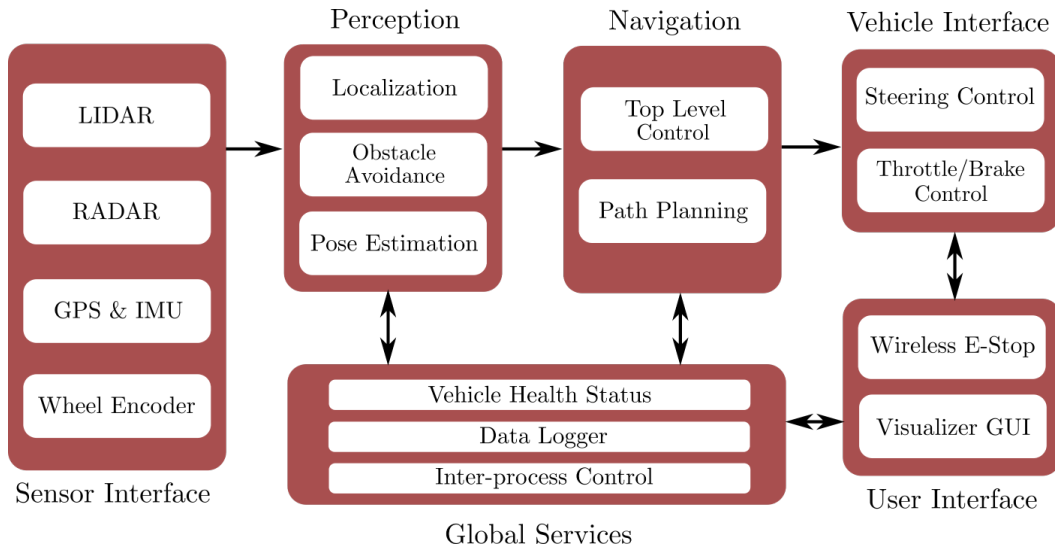 Perception
Navigation
Vehicle Interface
LIDAR
RADAR
GPS & IMU
Wheel Encoder
Sensor Interface
Localization
Obstacle
Avoidance
Pose Estimation
Top Level
Control
Path Planning
Steering Control
Throttle/Brake
Control
Vehicle Health Status
Data Logger
Inter-process Control
Global Services
Wireless E-Stop
Visualizer GUI
User Interface